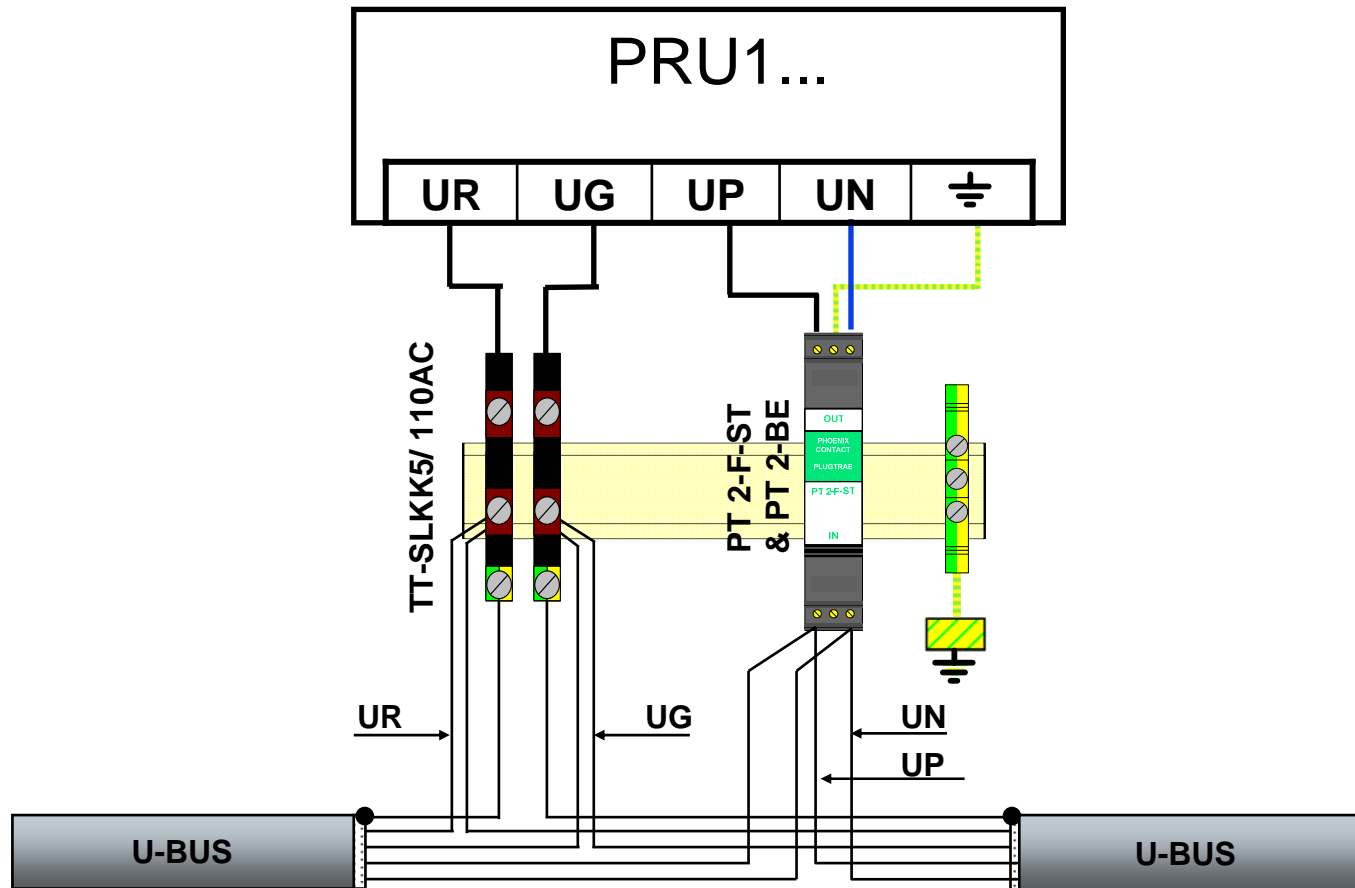 PRU1...
UR UG UP UN
TT-SLKK5/ 110AC
PT 2-F-ST
& PT 2-BE
OUT
PHOENIX
CONTACT
PLUGTRAE
PT 2-F-ST
IN
UR
UG
UN
UP
U-BUS
U-BUS